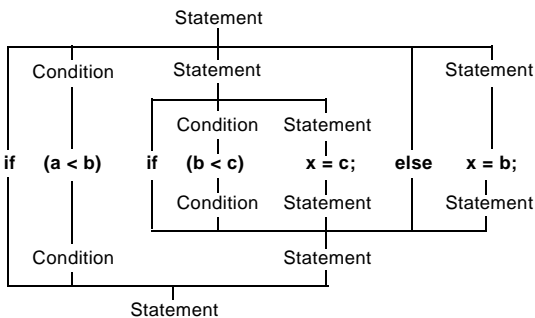 Statement
Condition Statement Statement
Condition Statement
if (a < b) if (b < c) x = c; else x = b;
Condition Statement Statement
Condition Statement
Statement